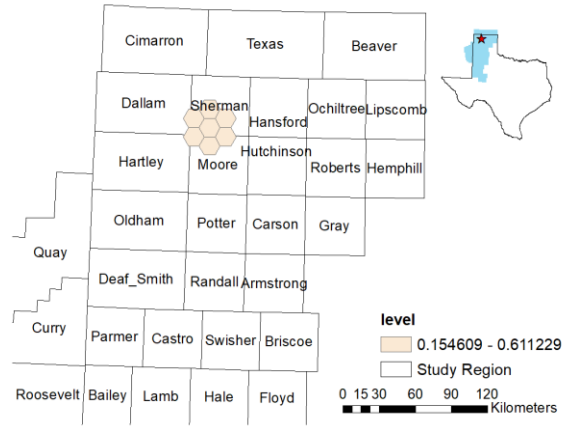 Cimarron Texas Beaver
Dallam Sherman Hansford Ochiltree Lipscomb
Hartley Moore Hutchinson Roberts Hemphill
Oldham Potter Carson Gray
Quay
Deaf_Smith Randall Armstrong
Curry Parmer Castro Swisher Briscoe
Roosevelt Bailey Lamb Hale Floyd
level
0.154609 - 0.611229
Study Region
0 15 30 60 90 120
Kilometers